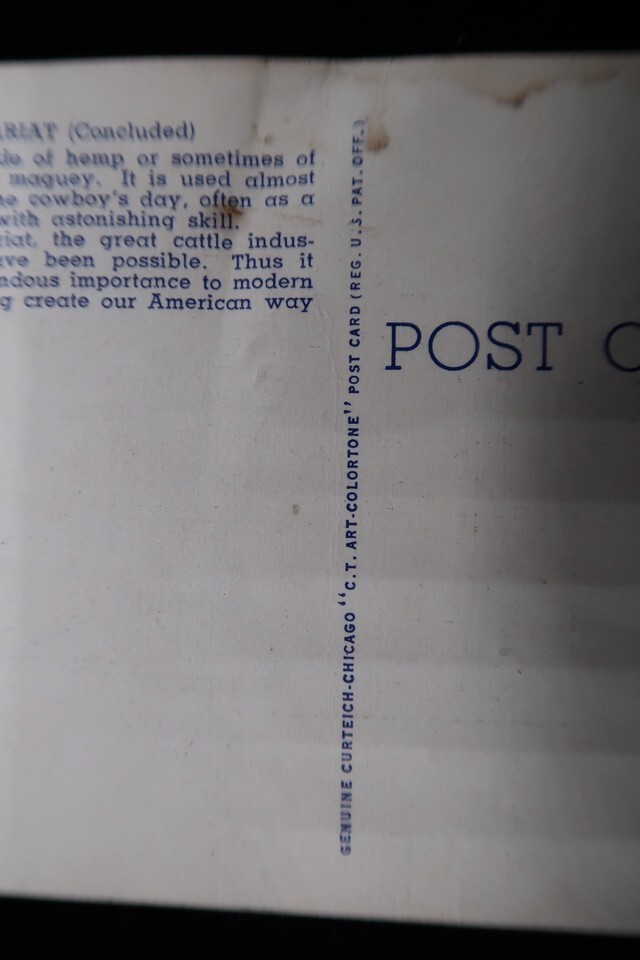 RIAT (Concluded)
de of hemp or sometimes of
maguey. It is used almost
he cowboy's day, often as a
with astonishing skill.
riat, the great cattle indus-
ave been possible. Thus it
ndous importance to modern
g create our American way
GENUINE CURTEICH-CHICAGO "C.T. ART-COLORTONE" POST CARD (REG. U.S. PAT. OFF.)
POST C